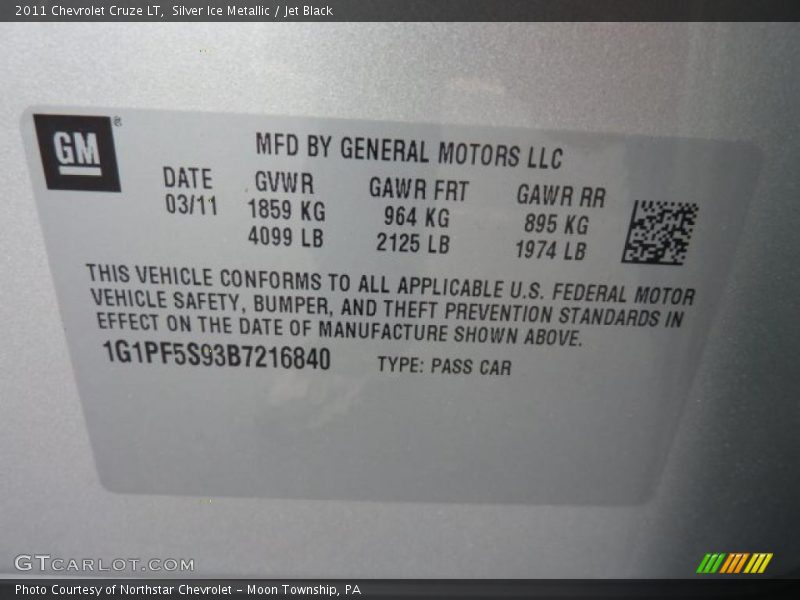 2011 Chevrolet Cruze LT, Silver Ice Metallic / Jet Black
GM ®
MFD BY GENERAL MOTORS LLC
DATE GVWR GAWR FRT GAWR RR
03/11 1859 KG 964 KG 895 KG
4099 LB 2125 LB 1974 LB
THIS VEHICLE CONFORMS TO ALL APPLICABLE U.S. FEDERAL MOTOR
VEHICLE SAFETY, BUMPER, AND THEFT PREVENTION STANDARDS IN
EFFECT ON THE DATE OF MANUFACTURE SHOWN ABOVE.
1G1PF5S93B7216840 TYPE: PASS CAR
GTCARLOT.COM
Photo Courtesy of Northstar Chevrolet – Moon Township, PA